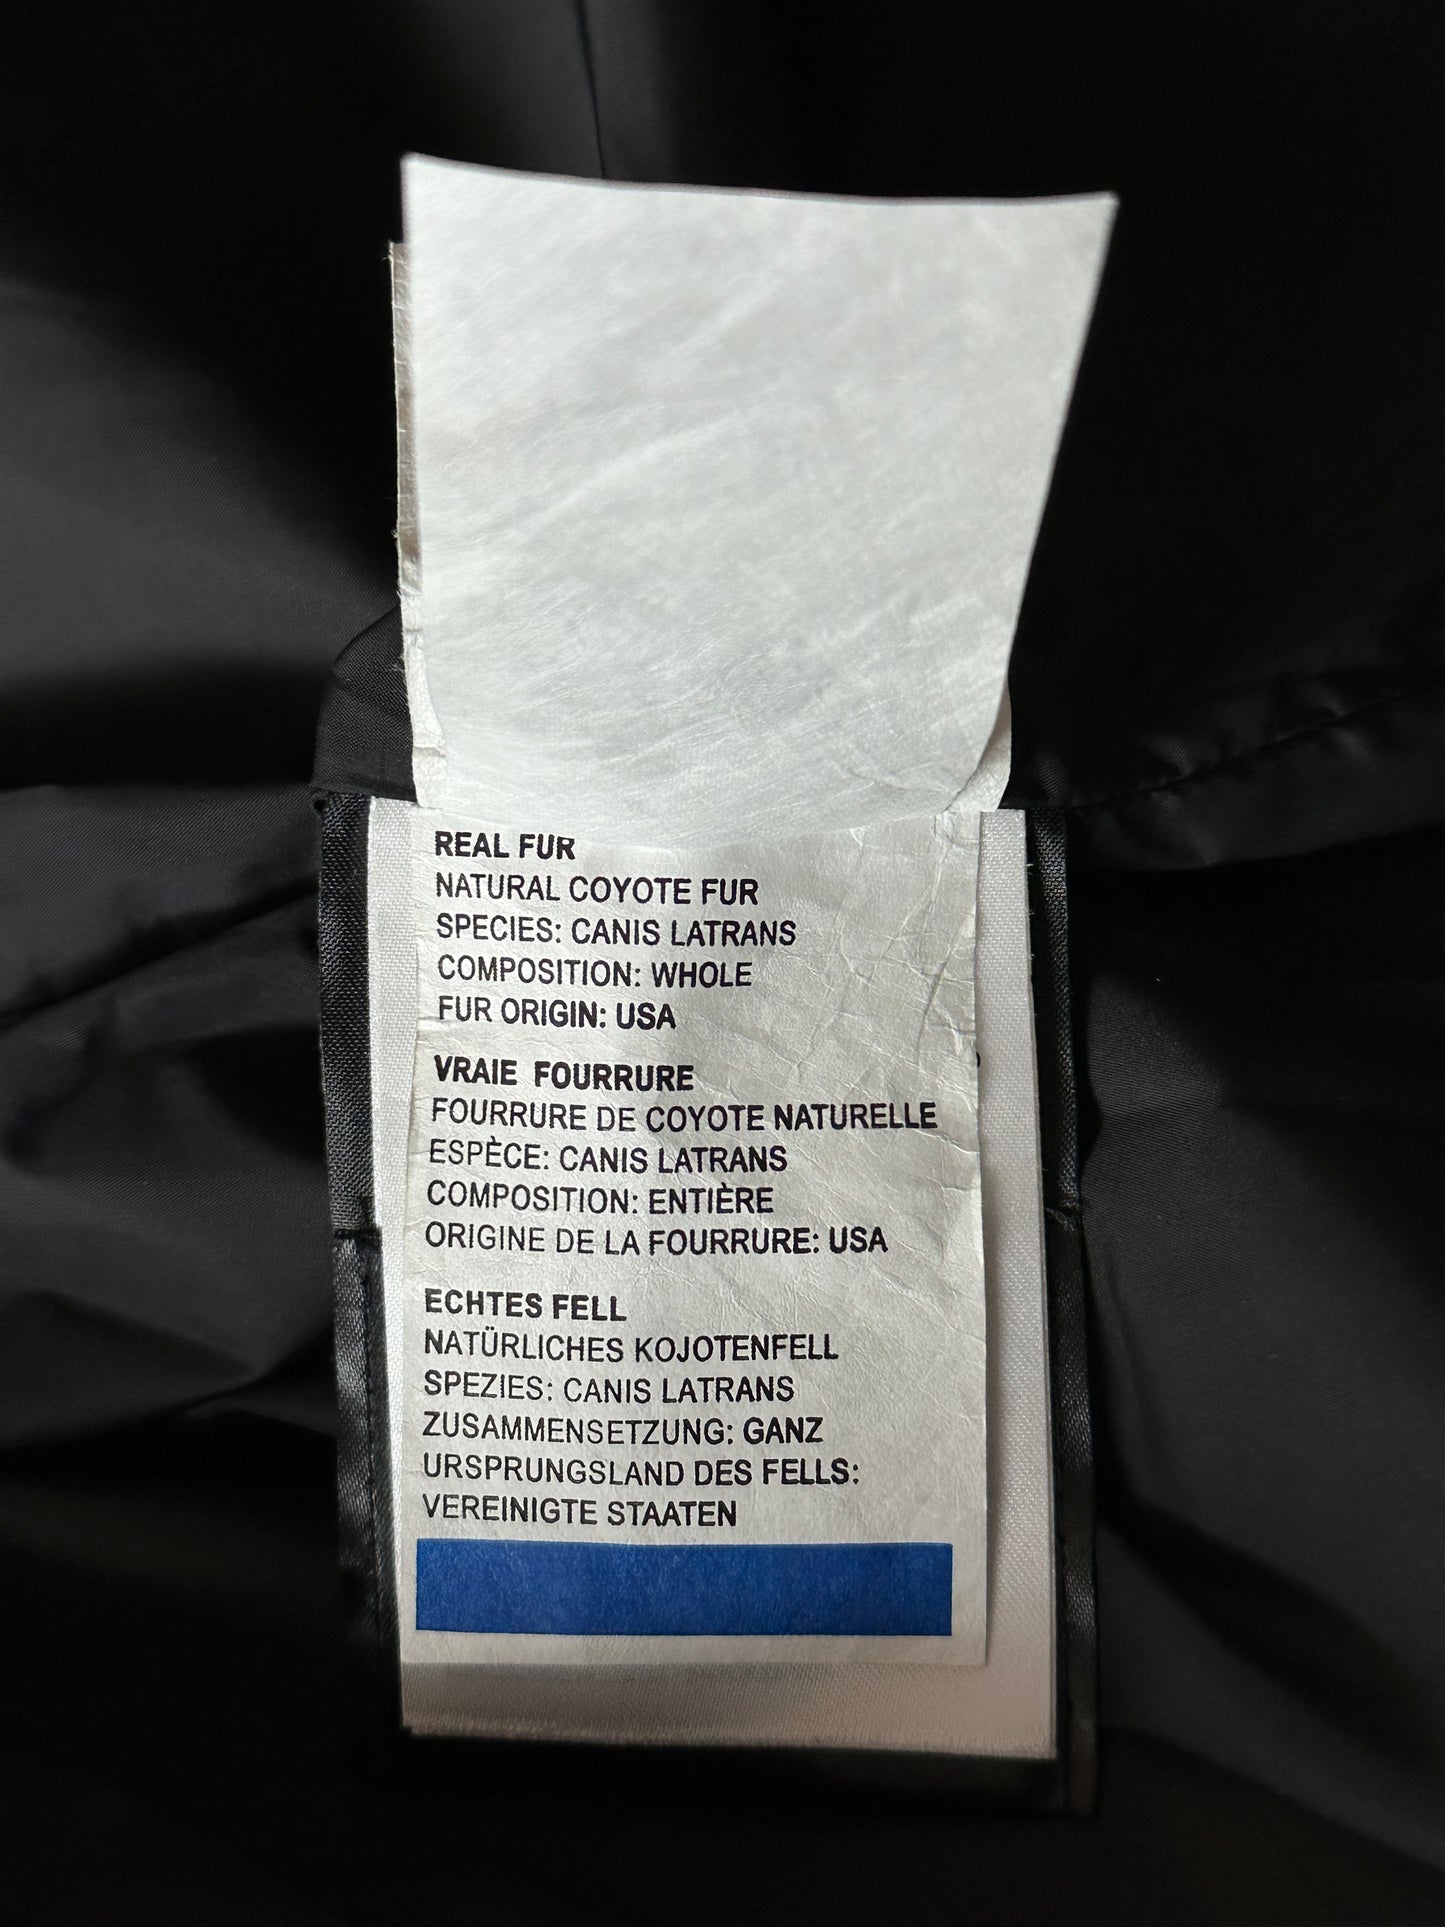 REAL FUR
NATURAL COYOTE FUR
SPECIES: CANIS LATRANS
COMPOSITION: WHOLE
FUR ORIGIN: USA
VRAIE FOURRURE
FOURRURE DE COYOTE NATURELLE
ESPÈCE: CANIS LATRANS
COMPOSITION: ENTIÈRE
ORIGINE DE LA FOURRURE: USA
ECHTES FELL
NATÜRLICHES KOJOTENFELL
SPEZIES: CANIS LATRANS
ZUSAMMENSETZUNG: GANZ
URSPRUNGSLAND DES FELLS:
VEREINIGTE STAATEN